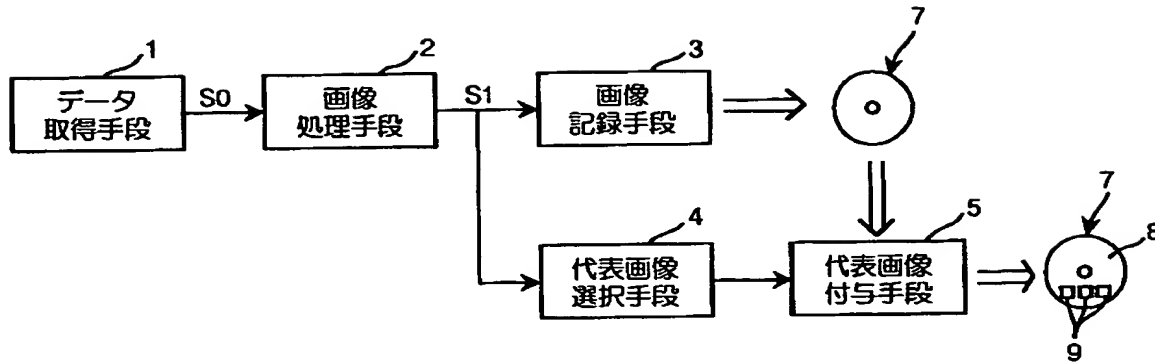 1
データ
取得手段
S0
2
画像
処理手段
S1
3
画像
記録手段
7
4
代表画像
選択手段
5
代表画像
付与手段
7
8
9